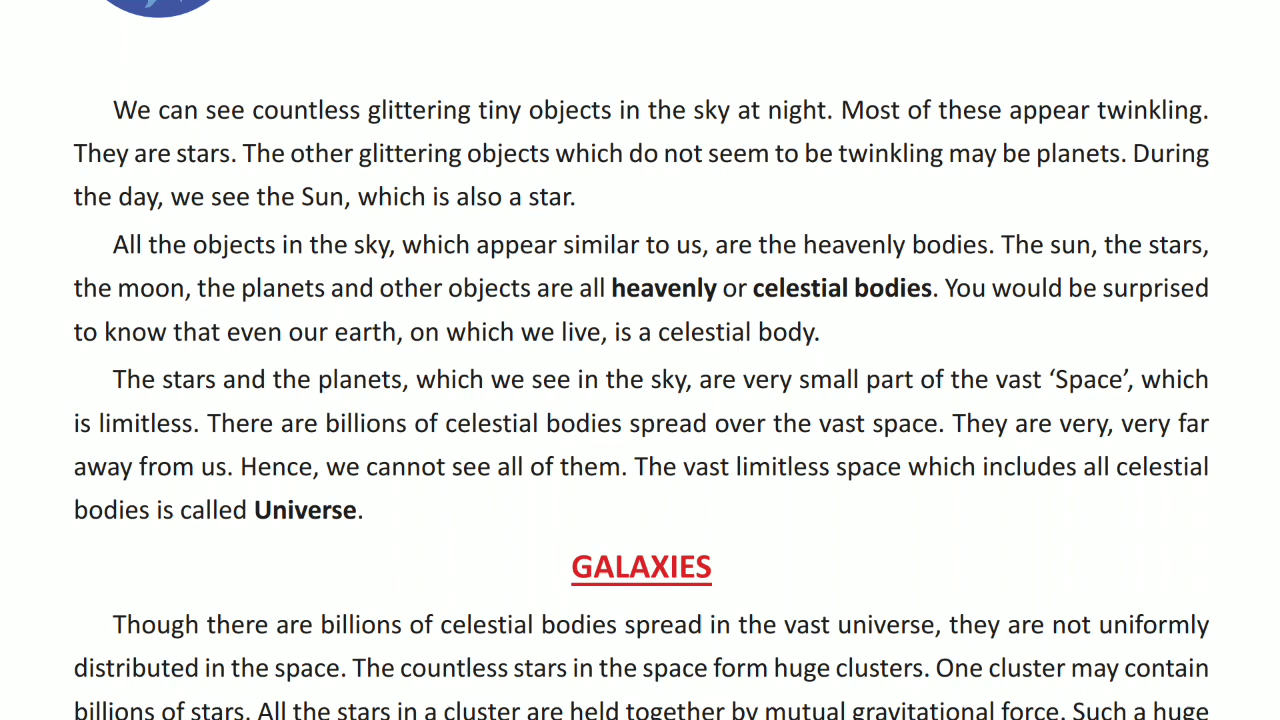 We can see countless glittering tiny objects in the sky at night. Most of these appear twinkling.
They are stars. The other glittering objects which do not seem to be twinkling may be planets. During
the day, we see the Sun, which is also a star.
All the objects in the sky, which appear similar to us, are the heavenly bodies. The sun, the stars,
the moon, the planets and other objects are all heavenly or celestial bodies. You would be surprised
to know that even our earth, on which we live, is a celestial body.
The stars and the planets, which we see in the sky, are very small part of the vast ‘Space’, which
is limitless. There are billions of celestial bodies spread over the vast space. They are very, very far
away from us. Hence, we cannot see all of them. The vast limitless space which includes all celestial
bodies is called Universe.
GALAXIES
Though there are billions of celestial bodies spread in the vast universe, they are not uniformly
distributed in the space. The countless stars in the space form huge clusters. One cluster may contain
billions of stars. All the stars in a cluster are held together by mutual gravitational force. Such a huge